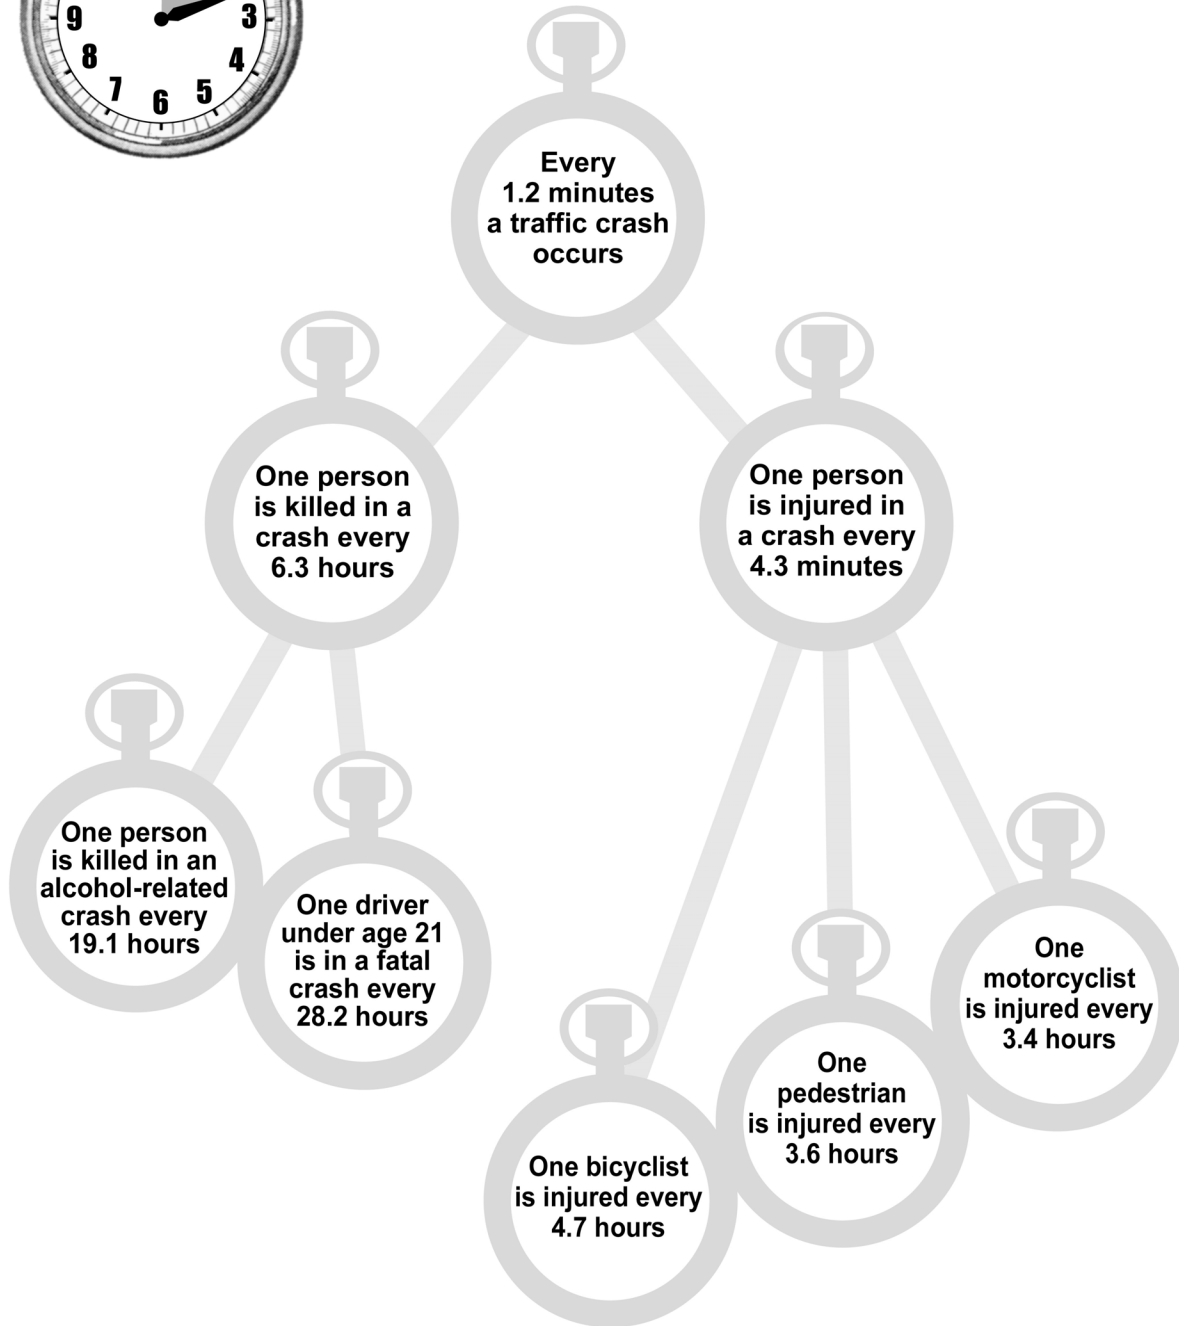 9
3
8
4
7
5
6
Every
1.2 minutes
a traffic crash
occurs
One person
is killed in a
crash every
6.3 hours
One person
is injured in
a crash every
4.3 minutes
One person
is killed in an
alcohol-related
crash every
19.1 hours
One driver
under age 21
is in a fatal
crash every
28.2 hours
One
motorcyclist
is injured every
3.4 hours
One
pedestrian
is injured every
3.6 hours
One bicyclist
is injured every
4.7 hours